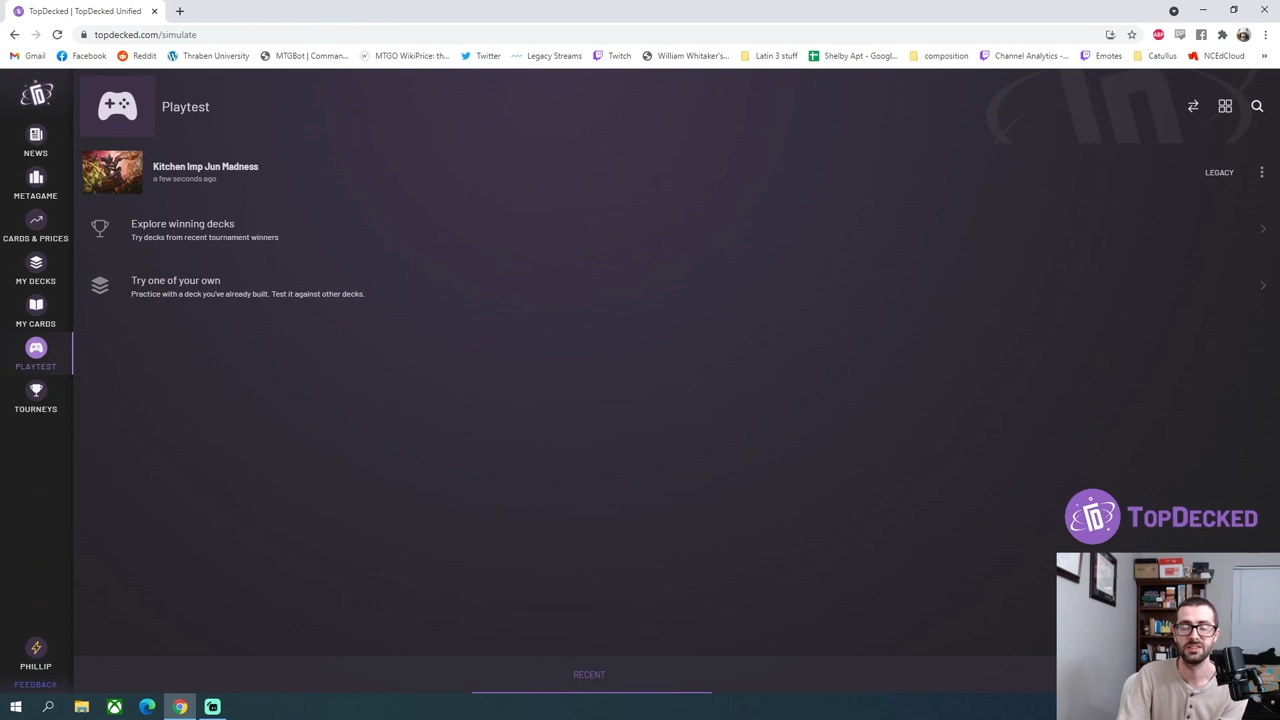 TopDecked | TopDecked Unified
topdecked.com/simulate
Gmail
Facebook
Reddit
Thraben University
MTGBot | Comman...
MTGO WikiPrice: th...
Twitter
Legacy Streams
Twitch
William Whitaker's...
Latin 3 stuff
Shelby Apt - Googl...
composition
Channel Analytics -...
Emotes
Catullus
NCEdCloud
»
Playtest
NEWS
METAGAME
CARDS & PRICES
MY DECKS
MY CARDS
PLAYTEST
TOURNEYS
Kitchen Imp Jun Madness
a few seconds ago
LEGACY
Explore winning decks
Try decks from recent tournament winners
Try one of your own
Practice with a deck you've already built. Test it against other decks.
TOPDECKED
PHILLIP
FEEDBACK
RECENT